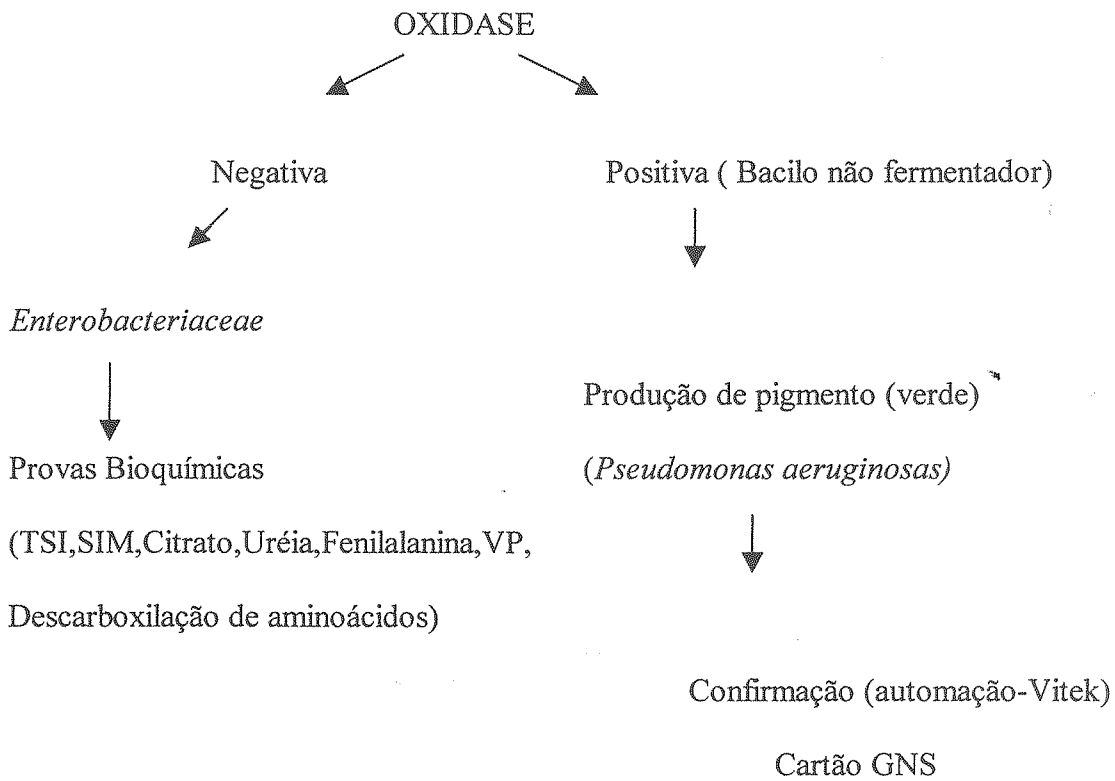 OXIDASE
Negativa
Positiva ( Bacilo não fermentador)
Enterobacteriaceae
Produção de pigmento (verde)
Provas Bioquímicas
(Pseudomonas aeruginosas)
(TSI,SIM,Citrato,Uréia,Fenilalanina,VP,
Descarboxilação de aminoácidos)
Confirmação (automação-Vitek)
Cartão GNS